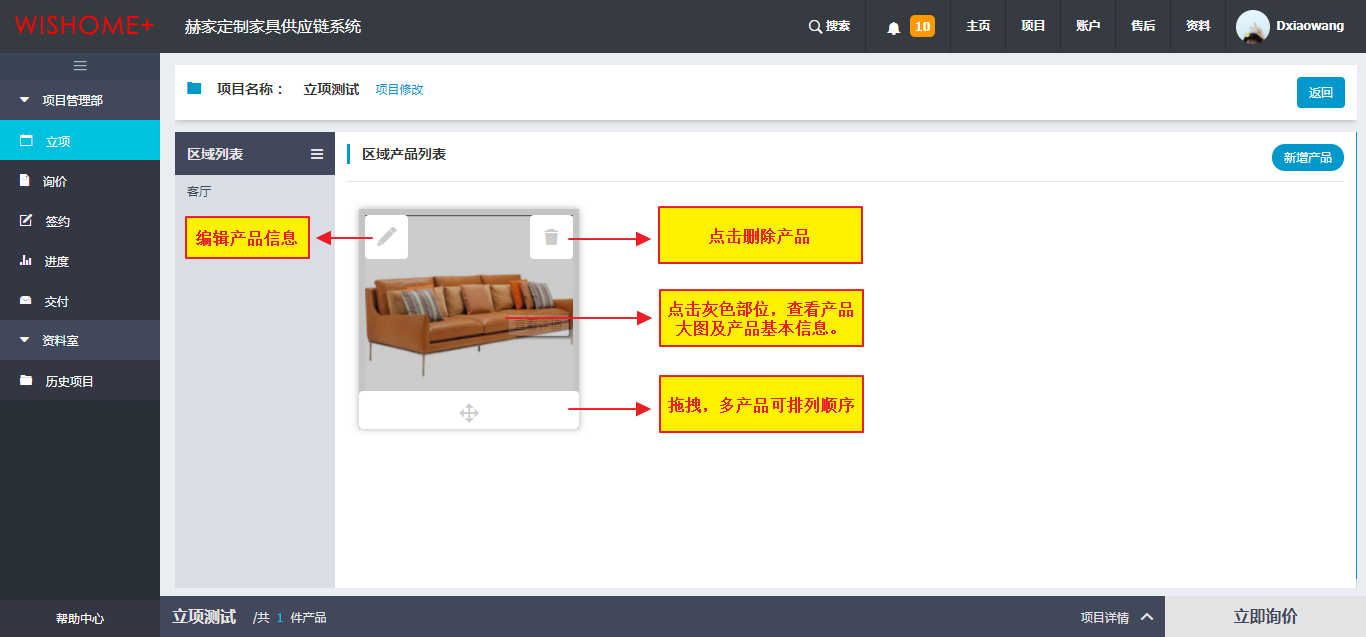 WISHOME+
赫家定制家具供应链系统
搜索
10
主页
项目
账户
售后
资料
Dxiaowang
项目管理部
立项
询价
签约
进度
交付
资料室
历史项目
帮助中心
项目名称： 立项测试 项目修改
返回
区域列表
客厅
区域产品列表
新增产品
编辑产品信息
点击删除产品
点击灰色部位，查看产品
大图及产品基本信息。
查看详情
拖拽，多产品可排列顺序
立项测试 /共 1 件产品
项目详情
立即询价